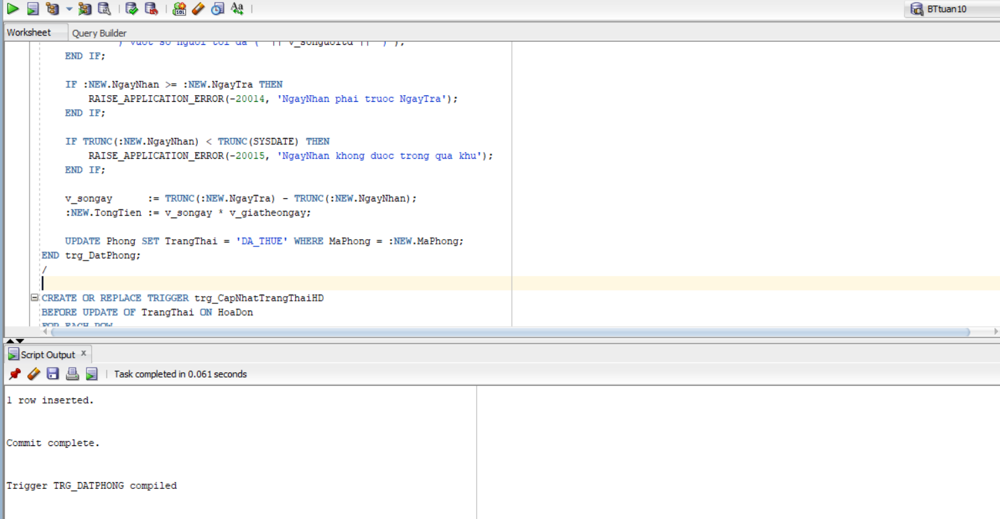 BTtuan10
Worksheet Query Builder
) vuot so nguoi toi da (' || v_songuoitd || ')');
END IF;
IF :NEW.NgayNhan >= :NEW.NgayTra THEN
RAISE_APPLICATION_ERROR(-20014, 'NgayNhan phai truoc NgayTra');
END IF;
IF TRUNC(:NEW.NgayNhan) < TRUNC(SYSDATE) THEN
RAISE_APPLICATION_ERROR(-20015, 'NgayNhan khong duoc trong qua khu');
END IF;
v_songay := TRUNC(:NEW.NgayTra) - TRUNC(:NEW.NgayNhan);
:NEW.TongTien := v_songay * v_giatheongay;
UPDATE Phong SET TrangThai = 'DA_THUE' WHERE MaPhong = :NEW.MaPhong;
END trg_DatPhong;
/
CREATE OR REPLACE TRIGGER trg_CapNhatTrangThaiHD
BEFORE UPDATE OF TrangThai ON HoaDon
FOR EACH ROW
Script Output x
Task completed in 0.061 seconds
1 row inserted.
Commit complete.
Trigger TRG_DATPHONG compiled